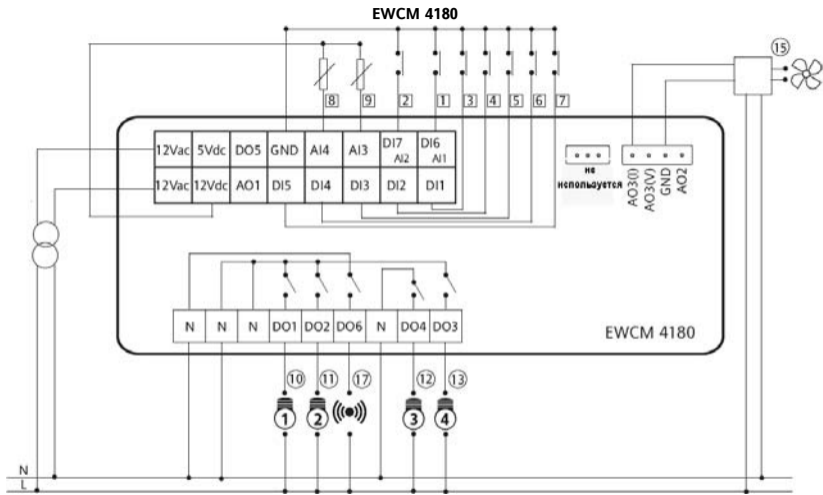 EWCM 4180
15
8 9 2 1 3 4 5 6 7
12Vac 5Vdc DO5 GND AI4 AI3 DI7 AI2 DI6 AI1
12Vac 12Vdc AO1 DI5 DI4 DI3 DI2 DI1
не
используется
AO3(I) AO3(V) GND AO2
N N N DO1 DO2 DO6 N DO4 DO3
EWCM 4180
10 11 17 12 13
1 2 3 4
N
L